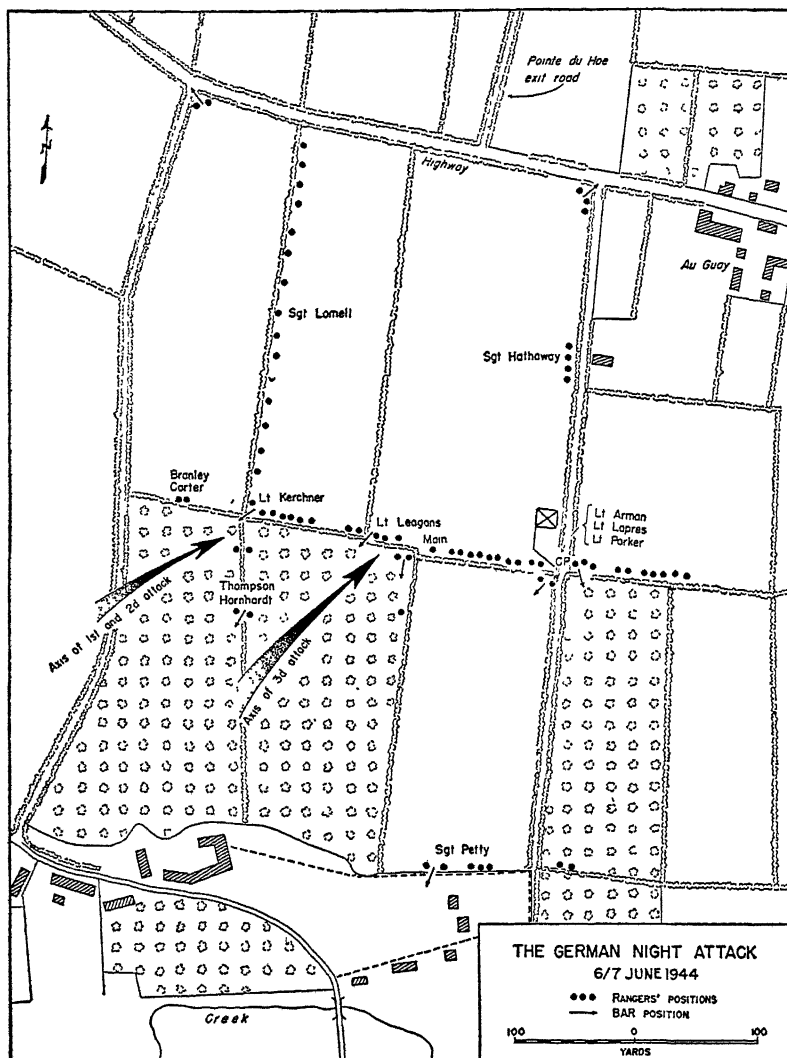 Pointe du Hoe
exit road
N
Highway
Au Guay
Sgt Lomell
Sgt Hathaway
Branley
Carter
Lt Kerchner
Lt Leagans
Main
Lt Arman
Lt Lapres
Lt Parker
CP
Thompson
Hornhardt
Axis of 1st and 2d attack
Axis of 3d attack
Sgt Petty
Creek
THE GERMAN NIGHT ATTACK
6/7 JUNE 1944
RANGERS' POSITIONS
BAR POSITION
100 0 100
YARDS